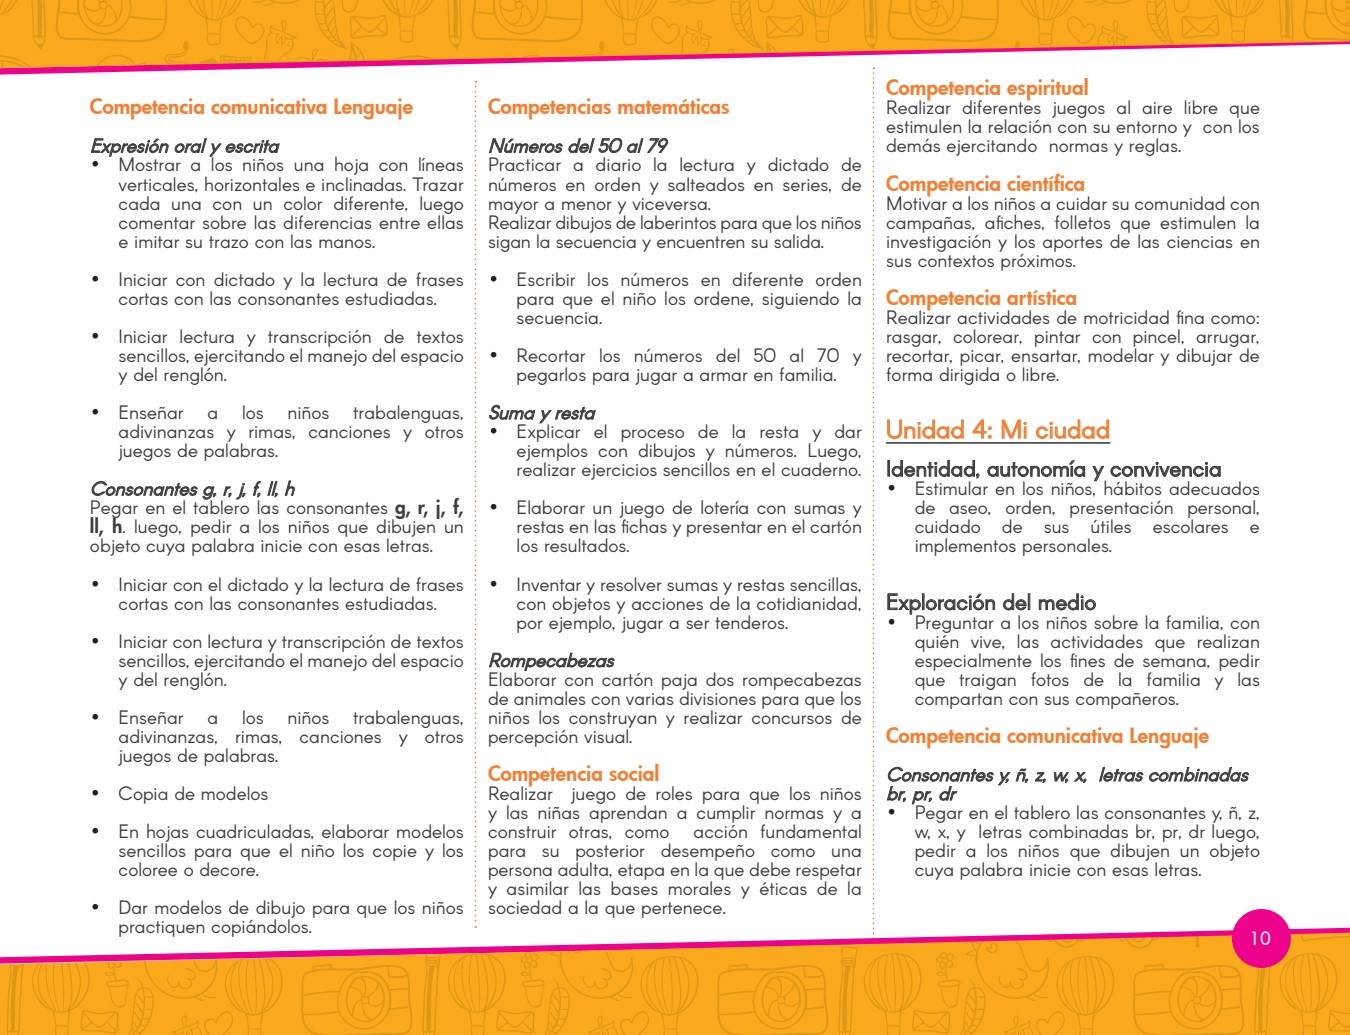 Competencia comunicativa Lenguaje
Expresión oral y escrita
• Mostrar a los niños una hoja con líneas
verticales, horizontales e inclinadas. Trazar
cada una con un color diferente, luego
comentar sobre las diferencias entre ellas
e imitar su trazo con las manos.
• Iniciar con dictado y la lectura de frases
cortas con las consonantes estudiadas.
• Iniciar lectura y transcripción de textos
sencillos, ejercitando el manejo del espacio
y del renglón.
• Enseñar a los niños trabalenguas,
adivinanzas y rimas, canciones y otros
juegos de palabras.
Consonantes g, r, j, f, ll, h
Pegar en el tablero las consonantes g, r, j, f,
ll, h. luego, pedir a los niños que dibujen un
objeto cuya palabra inicie con esas letras.
• Iniciar con el dictado y la lectura de frases
cortas con las consonantes estudiadas.
• Iniciar con lectura y transcripción de textos
sencillos, ejercitando el manejo del espacio
y del renglón.
• Enseñar a los niños trabalenguas,
adivinanzas, rimas, canciones y otros
juegos de palabras.
• Copia de modelos
• En hojas cuadriculadas, elaborar modelos
sencillos para que el niño los copie y los
coloree o decore.
• Dar modelos de dibujo para que los niños
practiquen copiándolos.
Competencias matemáticas
Números del 50 al 79
Practicar a diario la lectura y dictado de
números en orden y salteados en series, de
mayor a menor y viceversa.
Realizar dibujos de laberintos para que los niños
sigan la secuencia y encuentren su salida.
• Escribir los números en diferente orden
para que el niño los ordene, siguiendo la
secuencia.
• Recortar los números del 50 al 70 y
pegarlos para jugar a armar en familia.
Suma y resta
• Explicar el proceso de la resta y dar
ejemplos con dibujos y números. Luego,
realizar ejercicios sencillos en el cuaderno.
• Elaborar un juego de lotería con sumas y
restas en las fichas y presentar en el cartón
los resultados.
• Inventar y resolver sumas y restas sencillas,
con objetos y acciones de la cotidianidad,
por ejemplo, jugar a ser tenderos.
Rompecabezas
Elaborar con cartón paja dos rompecabezas
de animales con varias divisiones para que los
niños los construyan y realizar concursos de
percepción visual.
Competencia social
Realizar juego de roles para que los niños
y las niñas aprendan a cumplir normas y a
construir otras, como acción fundamental
para su posterior desempeño como una
persona adulta, etapa en la que debe respetar
y asimilar las bases morales y éticas de la
sociedad a la que pertenece.
Competencia espiritual
Realizar diferentes juegos al aire libre que
estimulen la relación con su entorno y con los
demás ejercitando normas y reglas.
Competencia científica
Motivar a los niños a cuidar su comunidad con
campañas, afiches, folletos que estimulen la
investigación y los aportes de las ciencias en
sus contextos próximos.
Competencia artística
Realizar actividades de motricidad fina como:
rasgar, colorear, pintar con pincel, arrugar,
recortar, picar, ensartar, modelar y dibujar de
forma dirigida o libre.
Unidad 4: Mi ciudad
Identidad, autonomía y convivencia
• Estimular en los niños, hábitos adecuados
de aseo, orden, presentación personal,
cuidado de sus útiles escolares e
implementos personales.
Exploración del medio
• Preguntar a los niños sobre la familia, con
quién vive, las actividades que realizan
especialmente los fines de semana, pedir
que traigan fotos de la familia y las
compartan con sus compañeros.
Competencia comunicativa Lenguaje
Consonantes y, ñ, z, w, x, letras combinadas
br, pr, dr
• Pegar en el tablero las consonantes y, ñ, z,
w, x, y letras combinadas br, pr, dr luego,
pedir a los niños que dibujen un objeto
cuya palabra inicie con esas letras.
10